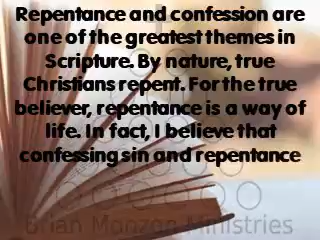 Repentance and confession are
one of the greatest themes in
Scripture. By nature, true
Christians repent. For the true
believer, repentance is a way of
life. In fact, I believe that
confessing sin and repentance
Brian Monzon Ministries